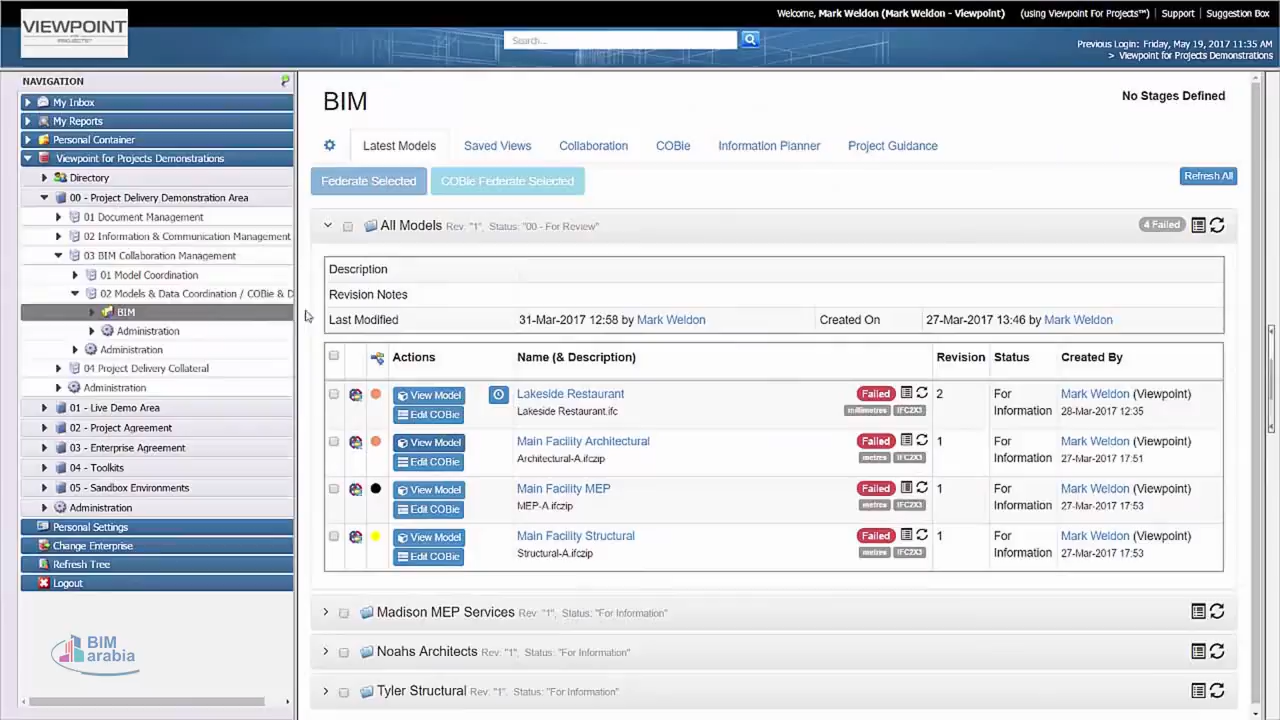 VIEWPOINT
FOR PROJECTS™
Welcome, Mark Weldon (Mark Weldon - Viewpoint) (using Viewpoint For Projects™) | Support | Suggestion Box
Search...
Previous Login: Friday, May 19, 2017 11:35 AM
> Viewpoint for Projects Demonstrations
NAVIGATION
My Inbox
My Reports
Personal Container
Viewpoint for Projects Demonstrations
Directory
00 - Project Delivery Demonstration Area
01 Document Management
02 Information & Communication Management
03 BIM Collaboration Management
01 Model Coordination
02 Models & Data Coordination / COBie & D
BIM
Administration
Administration
04 Project Delivery Collateral
Administration
01 - Live Demo Area
02 - Project Agreement
03 - Enterprise Agreement
04 - Toolkits
05 - Sandbox Environments
Administration
Personal Settings
Change Enterprise
Refresh Tree
Logout
BIM
arabia
BIM
No Stages Defined
Latest Models Saved Views Collaboration COBie Information Planner Project Guidance
Federate Selected COBie Federate Selected Refresh All
All Models Rev: "1", Status: "00 - For Review" 4 Failed
Description
Revision Notes
Last Modified 31-Mar-2017 12:58 by Mark Weldon Created On 27-Mar-2017 13:46 by Mark Weldon
Actions Name (& Description) Revision Status Created By
View Model Lakeside Restaurant Failed 2 For Mark Weldon (Viewpoint)
Edit COBie Lakeside Restaurant.ifc millimetres IFC2X3 Information 28-Mar-2017 12:35
View Model Main Facility Architectural Failed 1 For Mark Weldon (Viewpoint)
Edit COBie Architectural-A.ifczip metres IFC2X3 Information 27-Mar-2017 17:51
View Model Main Facility MEP Failed 1 For Mark Weldon (Viewpoint)
Edit COBie MEP-A.ifczip metres IFC2X3 Information 27-Mar-2017 17:53
View Model Main Facility Structural Failed 1 For Mark Weldon (Viewpoint)
Edit COBie Structural-A.ifczip metres IFC2X3 Information 27-Mar-2017 17:53
Madison MEP Services Rev: "1", Status: "For Information"
Noahs Architects Rev: "1", Status: "For Information"
Tyler Structural Rev: "1", Status: "For Information"